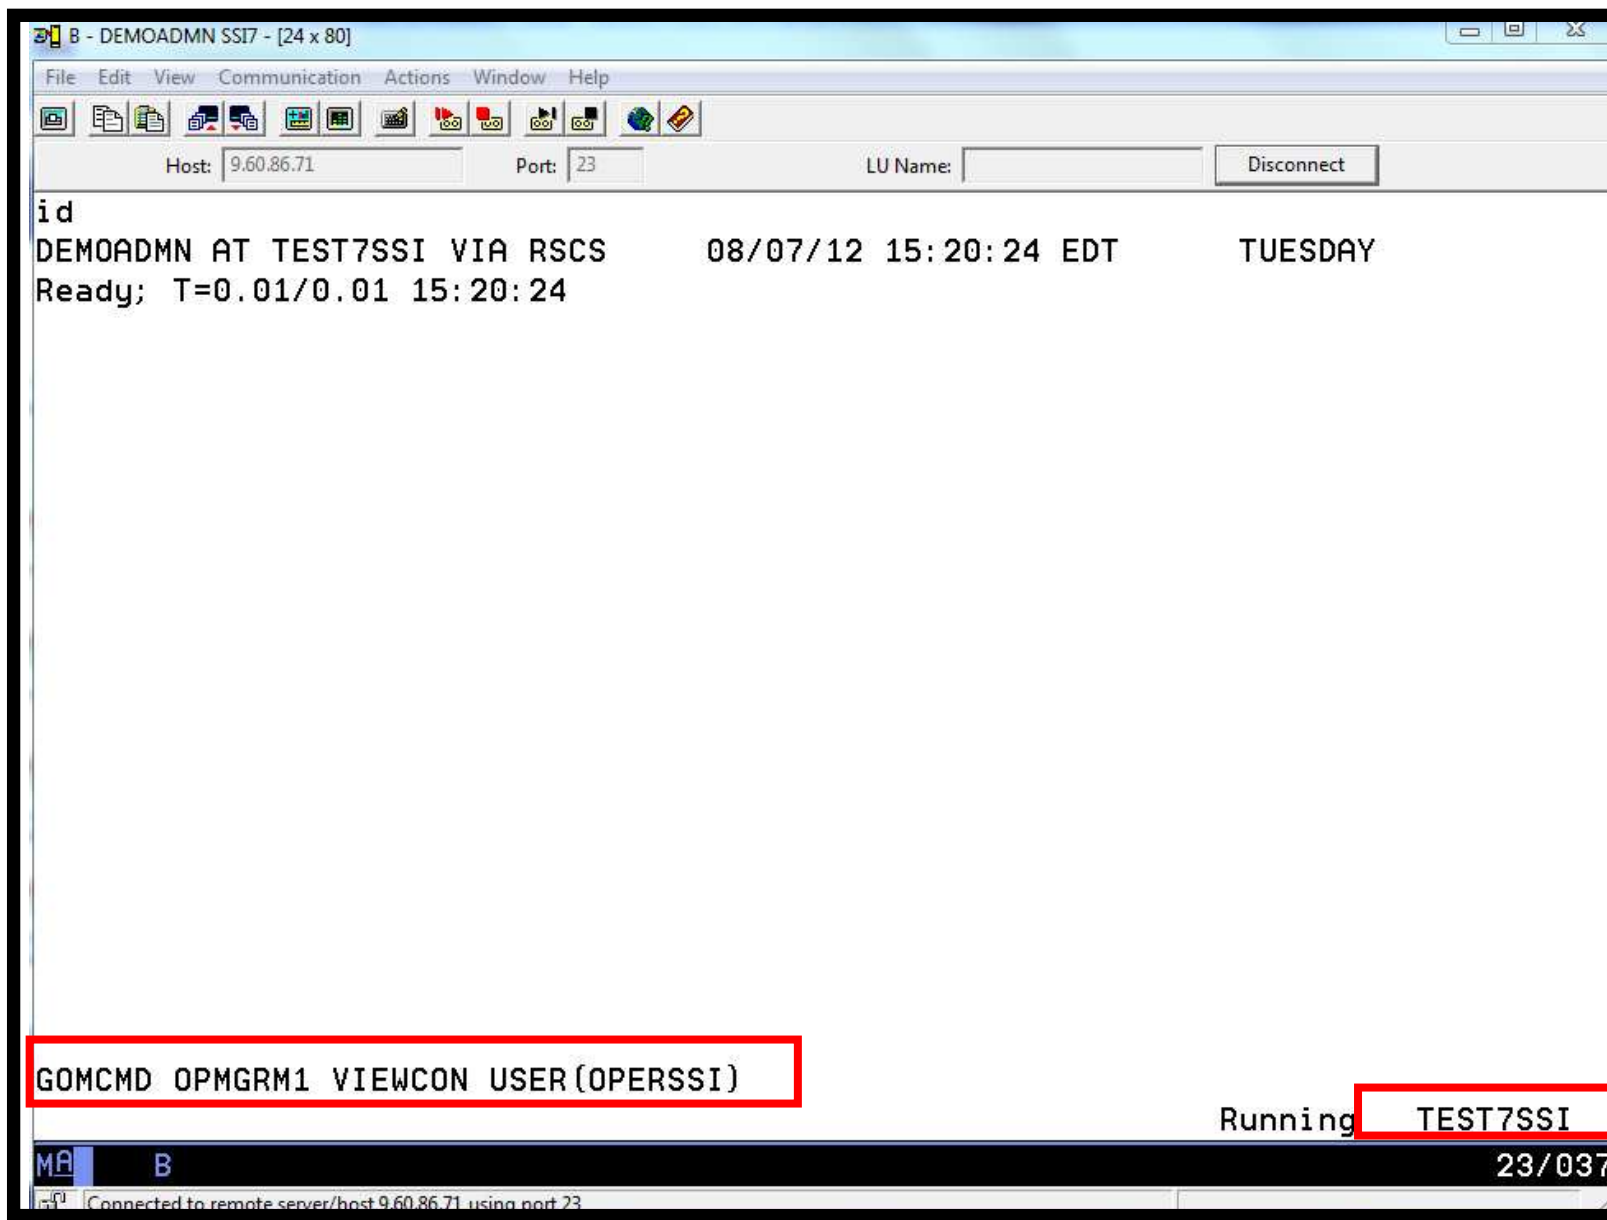 B - DEMOADMN SSI7 - [24 x 80]
File Edit View Communication Actions Window Help
Host: 9.60.86.71 Port: 23 LU Name: Disconnect
id
DEMOADMN AT TEST7SSI VIA RSCS 08/07/12 15:20:24 EDT TUESDAY
Ready; T=0.01/0.01 15:20:24
GOMCMD OPMGRM1 VIEWCON USER(OPERSSI)
Running TEST7SSI
MA B 23/037
Connected to remote server/host 9.60.86.71 using port 23